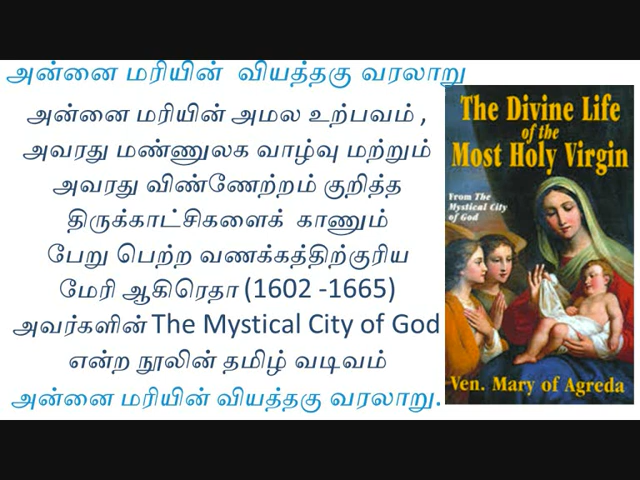 அன்னை மரியின் வியத்தகு வரலாறு
அன்னை மரியின் அமல உற்பவம் ,
அவரது மண்ணுலக வாழ்வு மற்றும்
அவரது விண்ணேற்றம் குறித்த
திருக்காட்சிகளைக் காணும்
பேறு பெற்ற வணக்கத்திற்குரிய
மேரி ஆகிரெதா (1602 -1665)
அவர்களின் The Mystical City of God
என்ற நூலின் தமிழ் வடிவம்
அன்னை மரியின் வியத்தகு வரலாறு.
The Divine Life
of the
Most Holy Virgin
From The
Mystical City
of God
Ven. Mary of Agreda